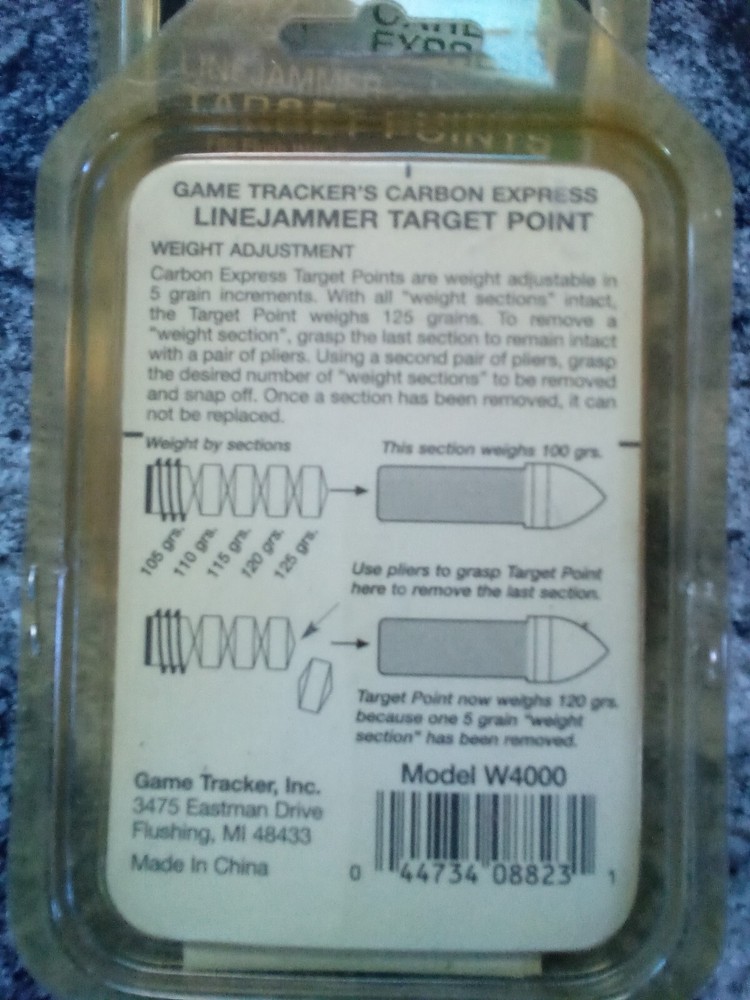 LINEJAMMER
TARGET POINTS
GAME TRACKER'S CARBON EXPRESS
LINEJAMMER TARGET POINT
WEIGHT ADJUSTMENT
Carbon Express Target Points are weight adjustable in
5 grain increments. With all "weight sections" intact,
the Target Point weighs 125 grains. To remove a
"weight section", grasp the last section to remain intact
with a pair of pliers. Using a second pair of pliers, grasp
the desired number of "weight sections" to be removed
and snap off. Once a section has been removed, it can
not be replaced.
Weight by sections
This section weighs 100 grs.
105 grs.
110 grs.
115 grs.
120 grs.
125 grs.
Use pliers to grasp Target Point
here to remove the last section.
Target Point now weighs 120 grs.
because one 5 grain "weight
section" has been removed.
Game Tracker, Inc.
3475 Eastman Drive
Flushing, MI 48433
Made In China
Model W4000
0 44734 08823 1